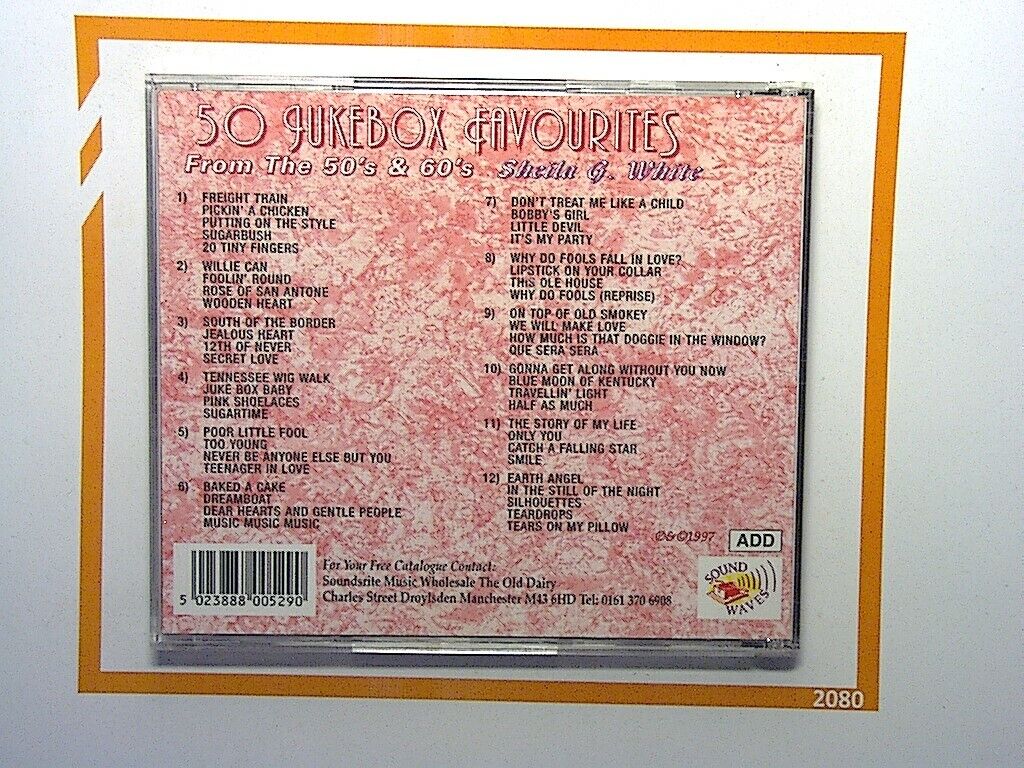 50 JUKEBOX FAVOURITES
From The 50's & 60's Sheila G. White
1) FREIGHT TRAIN
PICKIN' A CHICKEN
PUTTING ON THE STYLE
SUGARBUSH
20 TINY FINGERS
2) WILLIE CAN
FOOLIN' ROUND
ROSE OF SAN ANTONE
WOODEN HEART
3) SOUTH OF THE BORDER
JEALOUS HEART
12TH OF NEVER
SECRET LOVE
4) TENNESSEE WIG WALK
JUKE BOX BABY
PINK SHOELACES
SUGARTIME
5) POOR LITTLE FOOL
TOO YOUNG
NEVER BE ANYONE ELSE BUT YOU
TEENAGER IN LOVE
6) BAKED A CAKE
DREAMBOAT
DEAR HEARTS AND GENTLE PEOPLE
MUSIC MUSIC MUSIC
7) DON'T TREAT ME LIKE A CHILD
BOBBY'S GIRL
LITTLE DEVIL
IT'S MY PARTY
8) WHY DO FOOLS FALL IN LOVE?
LIPSTICK ON YOUR COLLAR
THIS OLE HOUSE
WHY DO FOOLS (REPRISE)
9) ON TOP OF OLD SMOKEY
WE WILL MAKE LOVE
HOW MUCH IS THAT DOGGIE IN THE WINDOW?
QUE SERA SERA
10) GONNA GET ALONG WITHOUT YOU NOW
BLUE MOON OF KENTUCKY
TRAVELLIN' LIGHT
HALF AS MUCH
11) THE STORY OF MY LIFE
ONLY YOU
CATCH A FALLING STAR
SMILE
12) EARTH ANGEL
IN THE STILL OF THE NIGHT
SILHOUETTES
TEARDROPS
TEARS ON MY PILLOW
℗&©1997 ADD
For Your Free Catalogue Contact:
Soundsrite Music Wholesale The Old Dairy
Charles Street Droylsden Manchester M43 6HD Tel: 0161 370 6908
5 023888 005290
SOUND
WAVES
2080